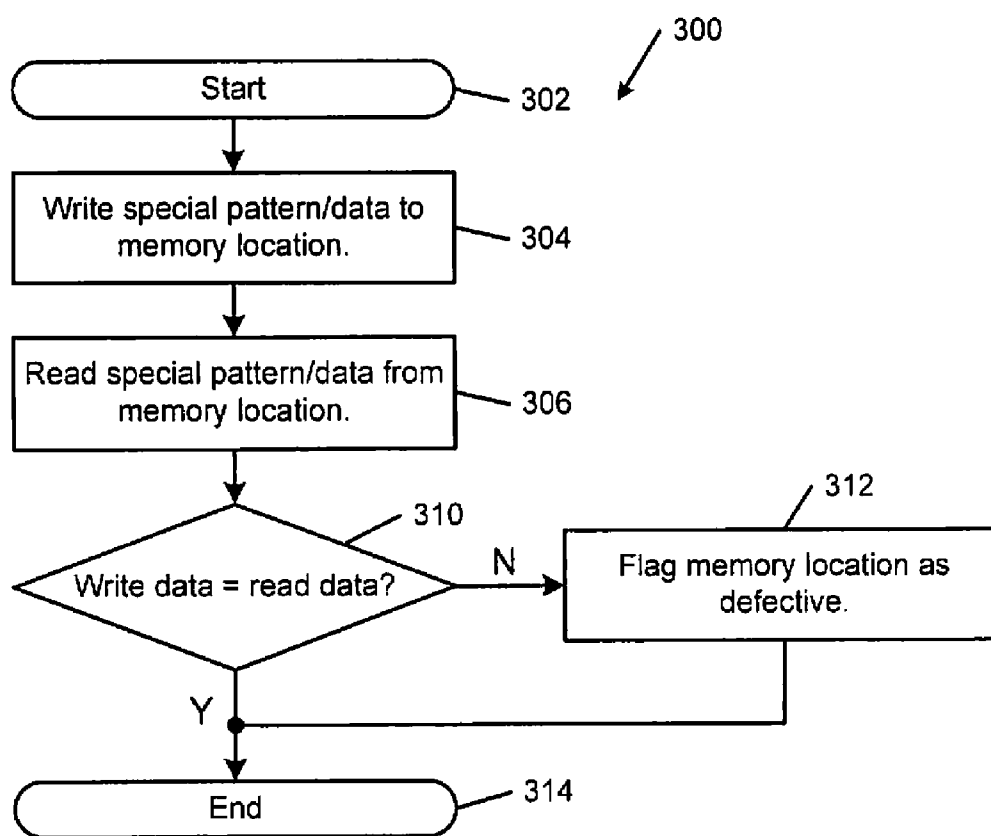 300
Start
302
Write special pattern/data to
memory location.
304
Read special pattern/data from
memory location.
306
310
312
Write data = read data?
N
Flag memory location as
defective.
Y
End
314